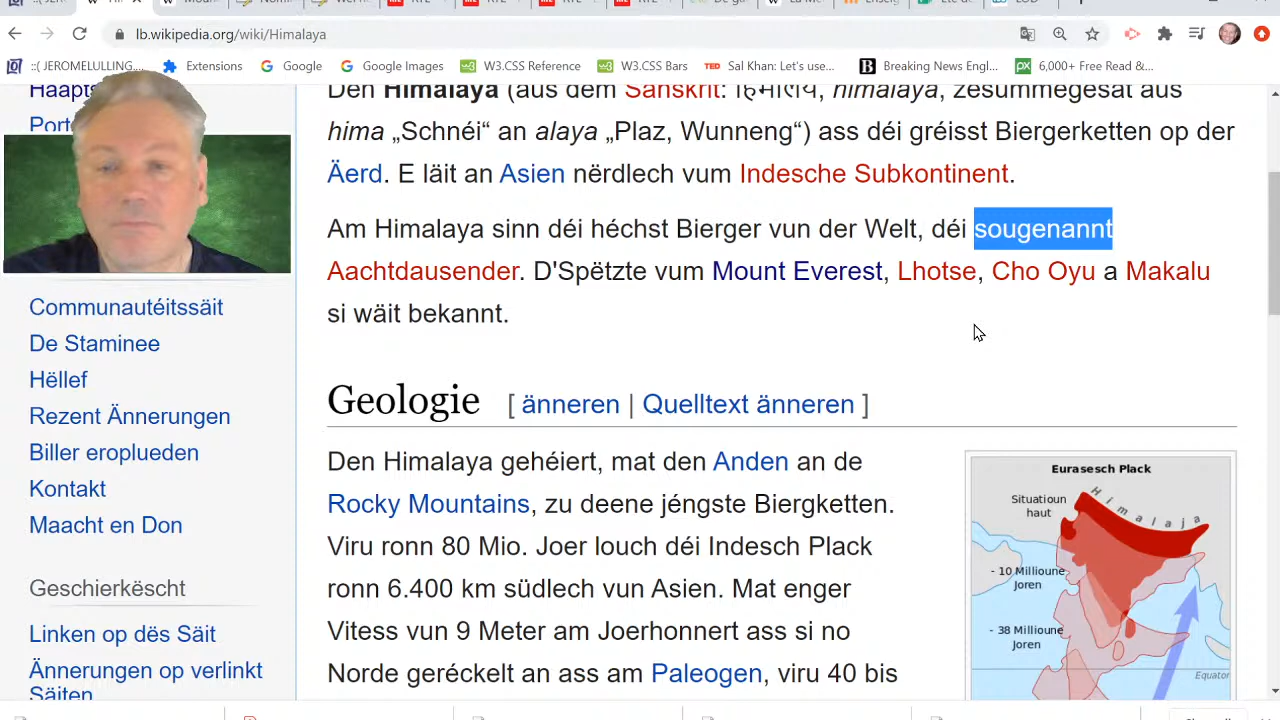 lb.wikipedia.org/wiki/Himalaya
::( JEROMELULLING....
Extensions
Google
Google Images
W3.CSS Reference
W3.CSS Bars
TED
Sal Khan: Let's use...
Breaking News Engl...
6,000+ Free Read &...
Den Himalaya (aus dem Sanskrit: हिमालय, himālaya, zesummegesat aus
hima „Schnéi“ an alaya „Plaz, Wunneng“) ass déi gréisst Biergerketten op der
Äerd. E läit an Asien nërdlech vum Indesche Subkontinent.
Am Himalaya sinn déi héchst Bierger vun der Welt, déi sougenannt
Aachtdausender. D'Spëtzte vum Mount Everest, Lhotse, Cho Oyu a Makalu
si wäit bekannt.
Communautéitssäit
De Staminee
Hëllef
Rezent Ännerungen
Biller eroplueden
Kontakt
Maacht en Don
Geschierkëscht
Linken op dës Säit
Ännerungen op verlinkt
Säiten
Geologie [ änneren | Quelltext änneren ]
Den Himalaya gehéiert, mat den Anden an de
Rocky Mountains, zu deene jéngste Biergketten.
Viru ronn 80 Mio. Joer louch déi Indesch Plack
ronn 6.400 km südlech vun Asien. Mat enger
Vitess vun 9 Meter am Joerhonnert ass si no
Norde geréckelt an ass am Paleogen, viru 40 bis
Eurasesch Plack
Situatioun
haut
Himalaja
- 10 Millioune
Joren
- 38 Millioune
Joren
Equator